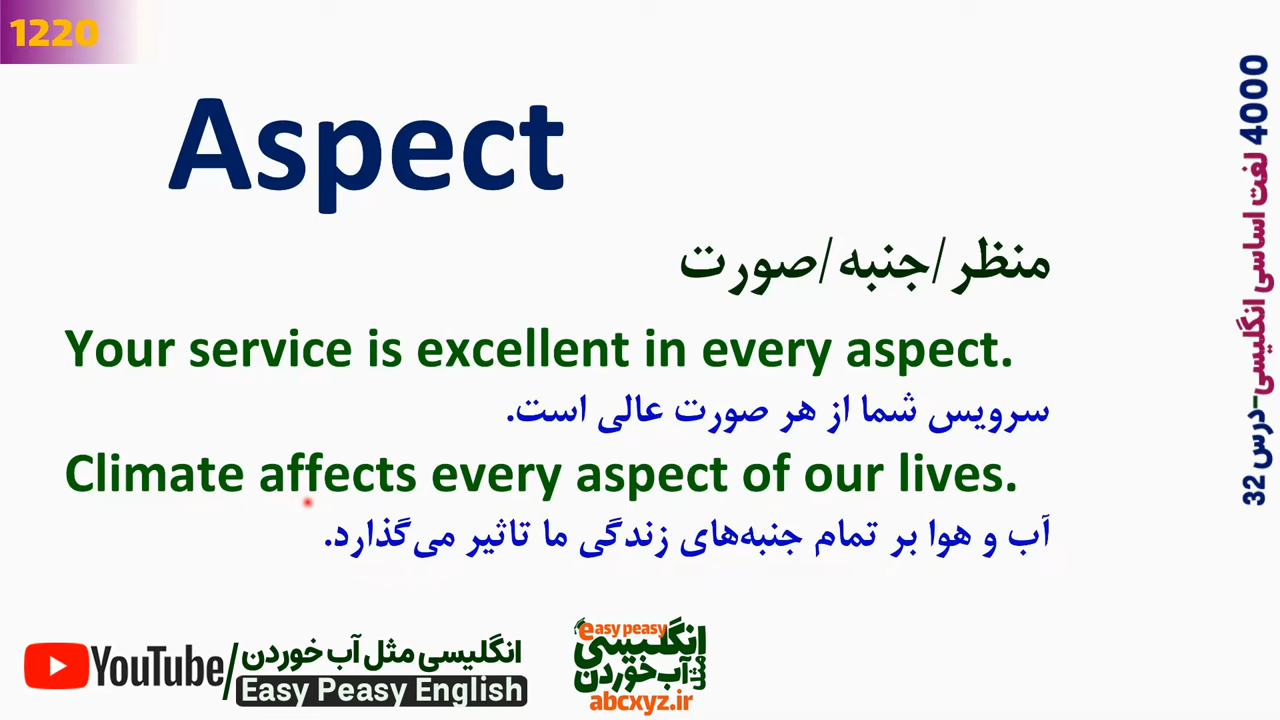 1220
Aspect
منظر/جنبه/صورت
Your service is excellent in every aspect.
سرویس شما از هر صورت عالی است.
Climate affects every aspect of our lives.
آب و هوا بر تمام جنبه‌های زندگی ما تاثیر می‌گذارد.
4000 لغت اساسی انگلیسی-درس 32
YouTube/انگلیسی مثل آب خوردن
Easy Peasy English
easy peasy
انگلیسی
مثل آب خوردن
abcxyz.ir